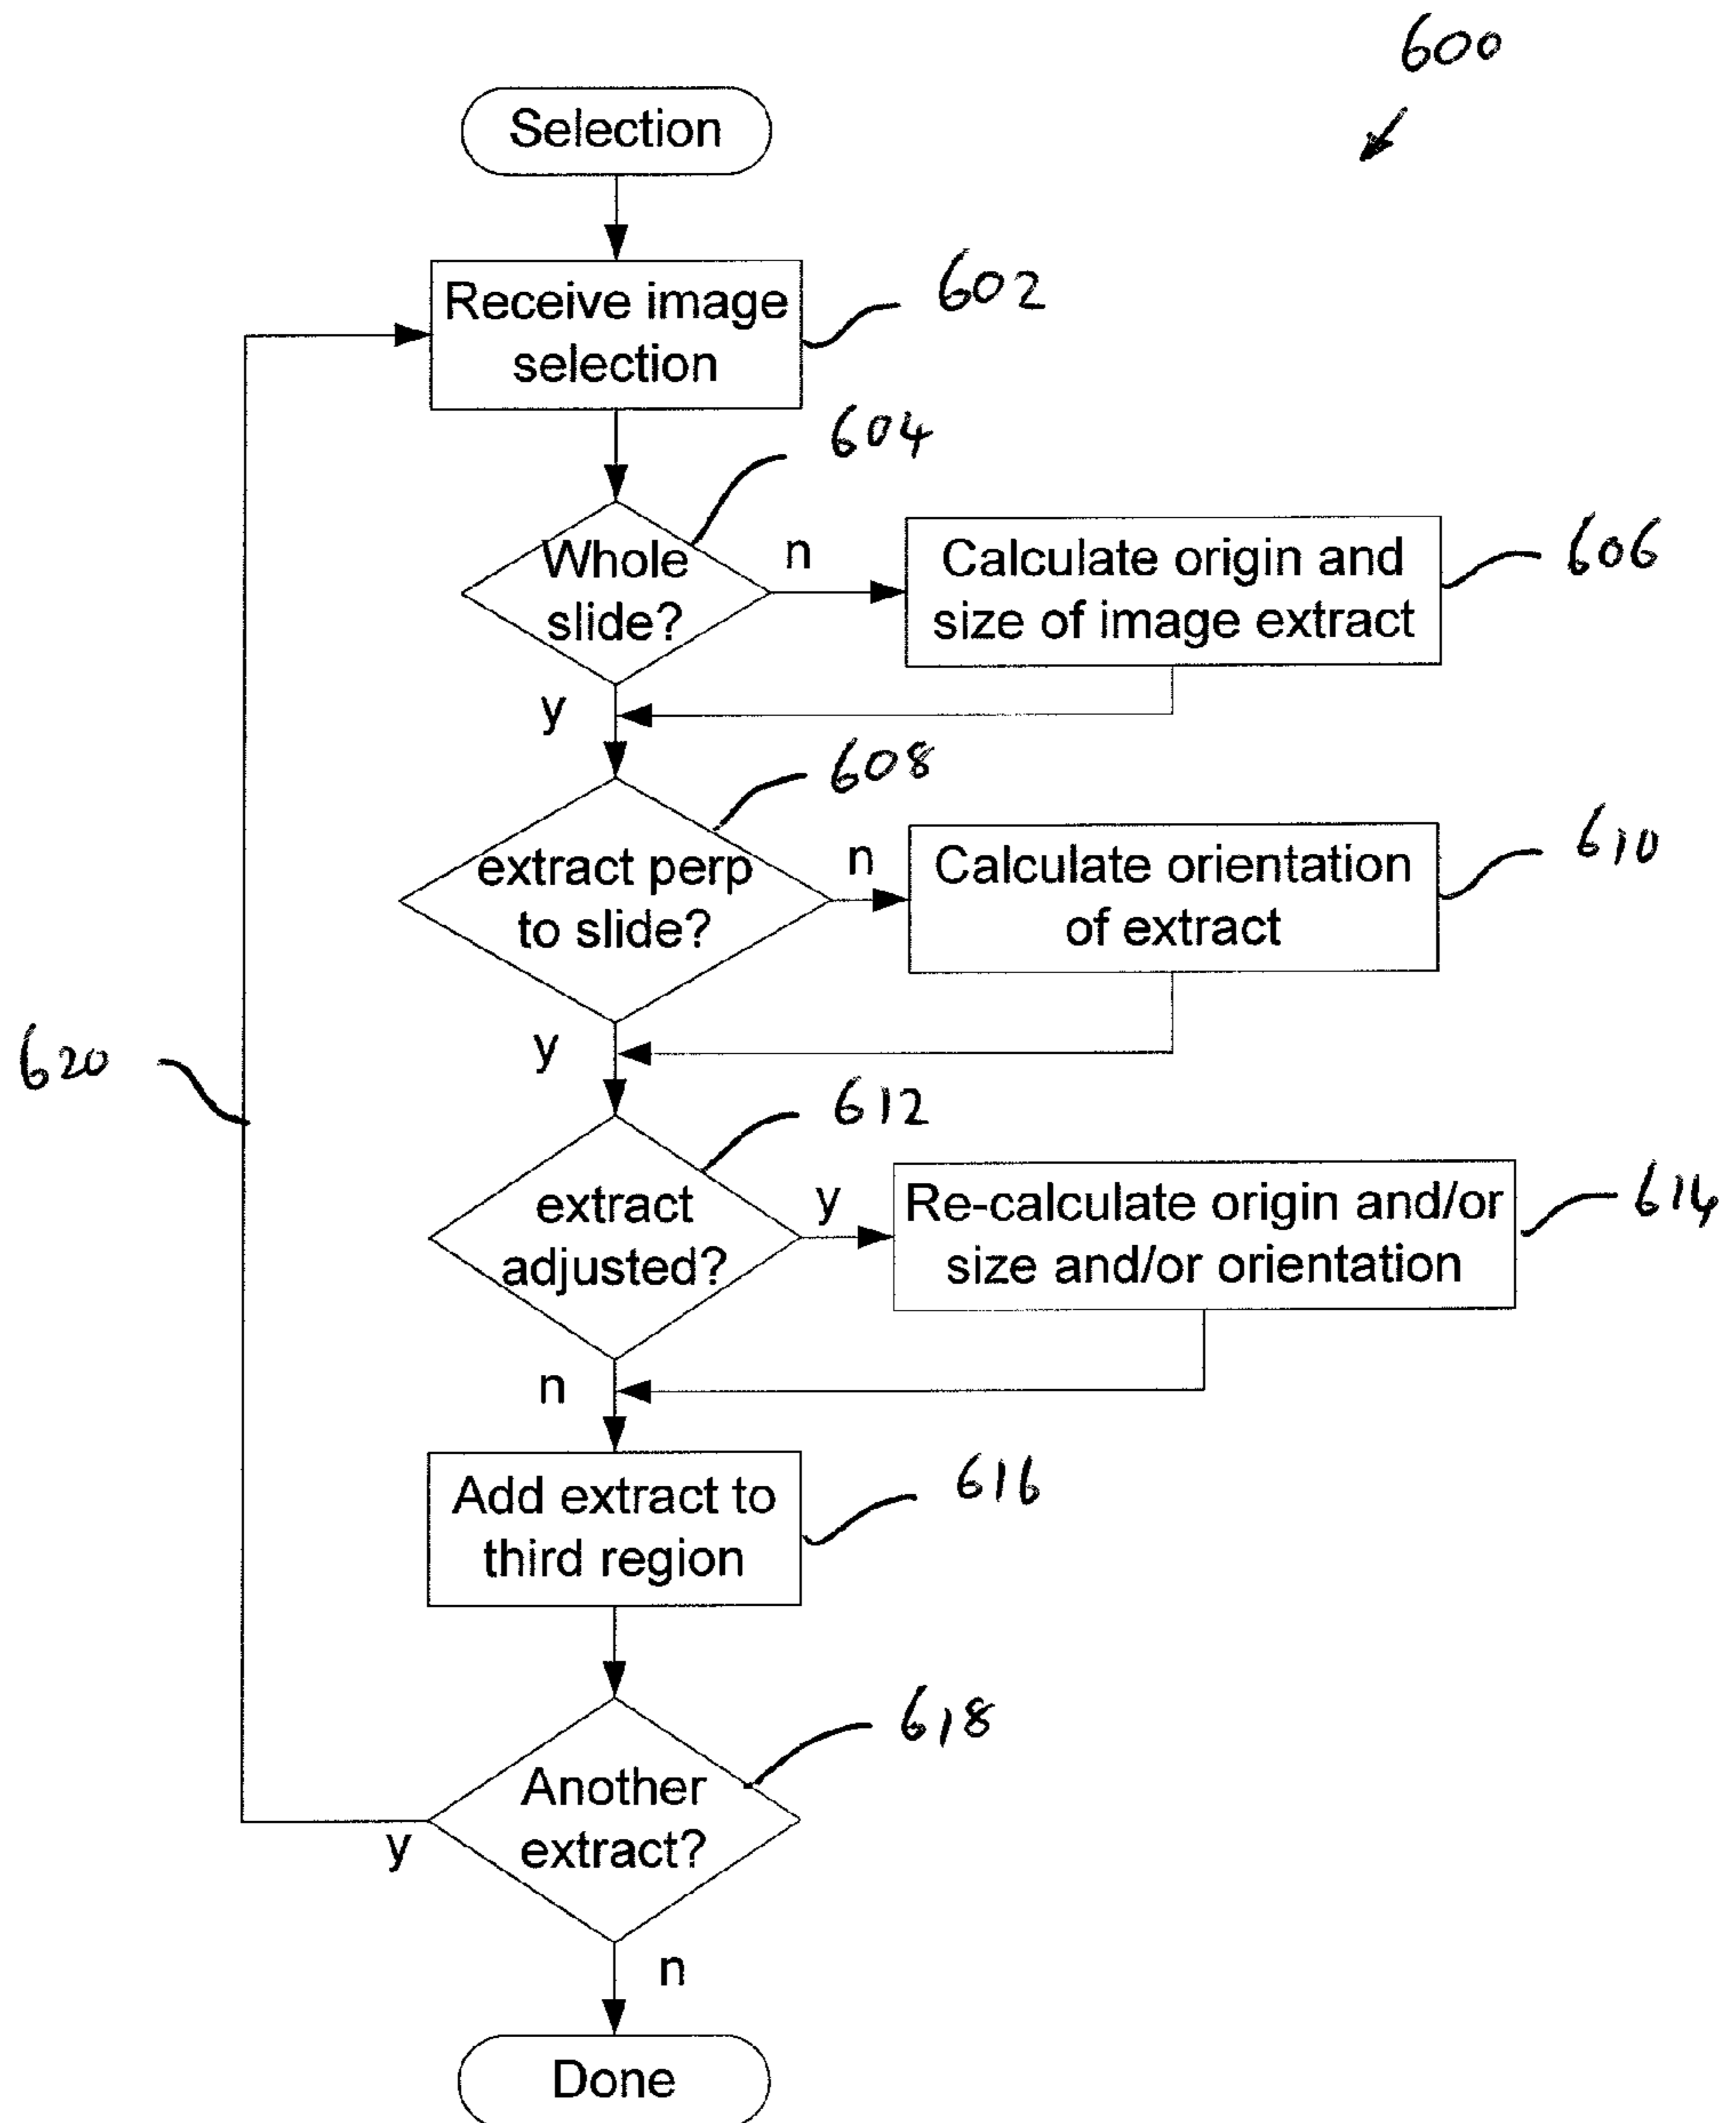 600
Selection
Receive image
selection
602
604
Whole
slide?
n
Calculate origin and
size of image extract
606
y
608
extract perp
to slide?
n
Calculate orientation
of extract
610
y
620
612
extract
adjusted?
y
Re-calculate origin and/or
size and/or orientation
614
n
Add extract to
third region
616
618
Another
extract?
y
n
Done